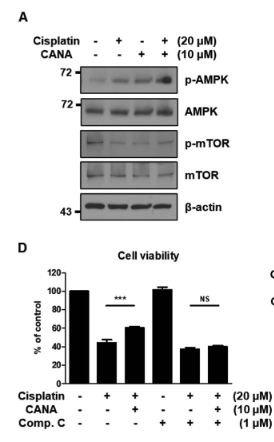 A
Cisplatin - + - + (20 μM)
CANA - - + + (10 μM)
72
p-AMPK
72
AMPK
p-mTOR
mTOR
43
β-actin
D
Cell viability
% of control
120
100
80
60
40
20
0
***
NS
Cisplatin - + + - + + (20 μM)
CANA - - + - - + (10 μM)
Comp. C - - - + + + (1 μM)